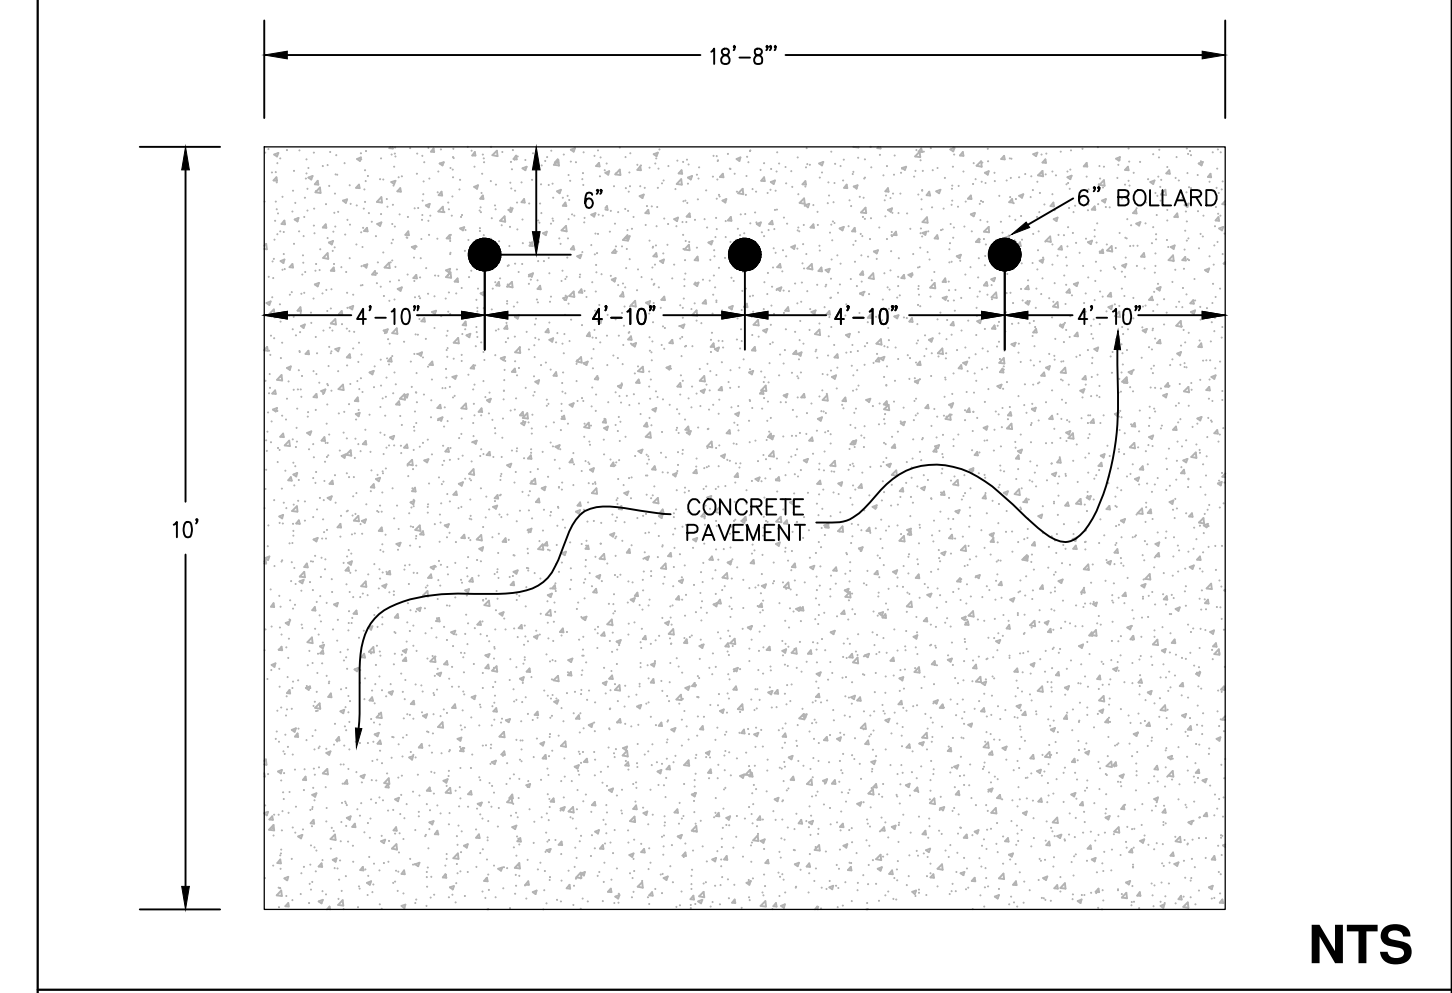 18'-8"'
6"
6" BOLLARD
4'-10" 4'-10" 4'-10" 4'-10"
10'
CONCRETE
PAVEMENT
NTS